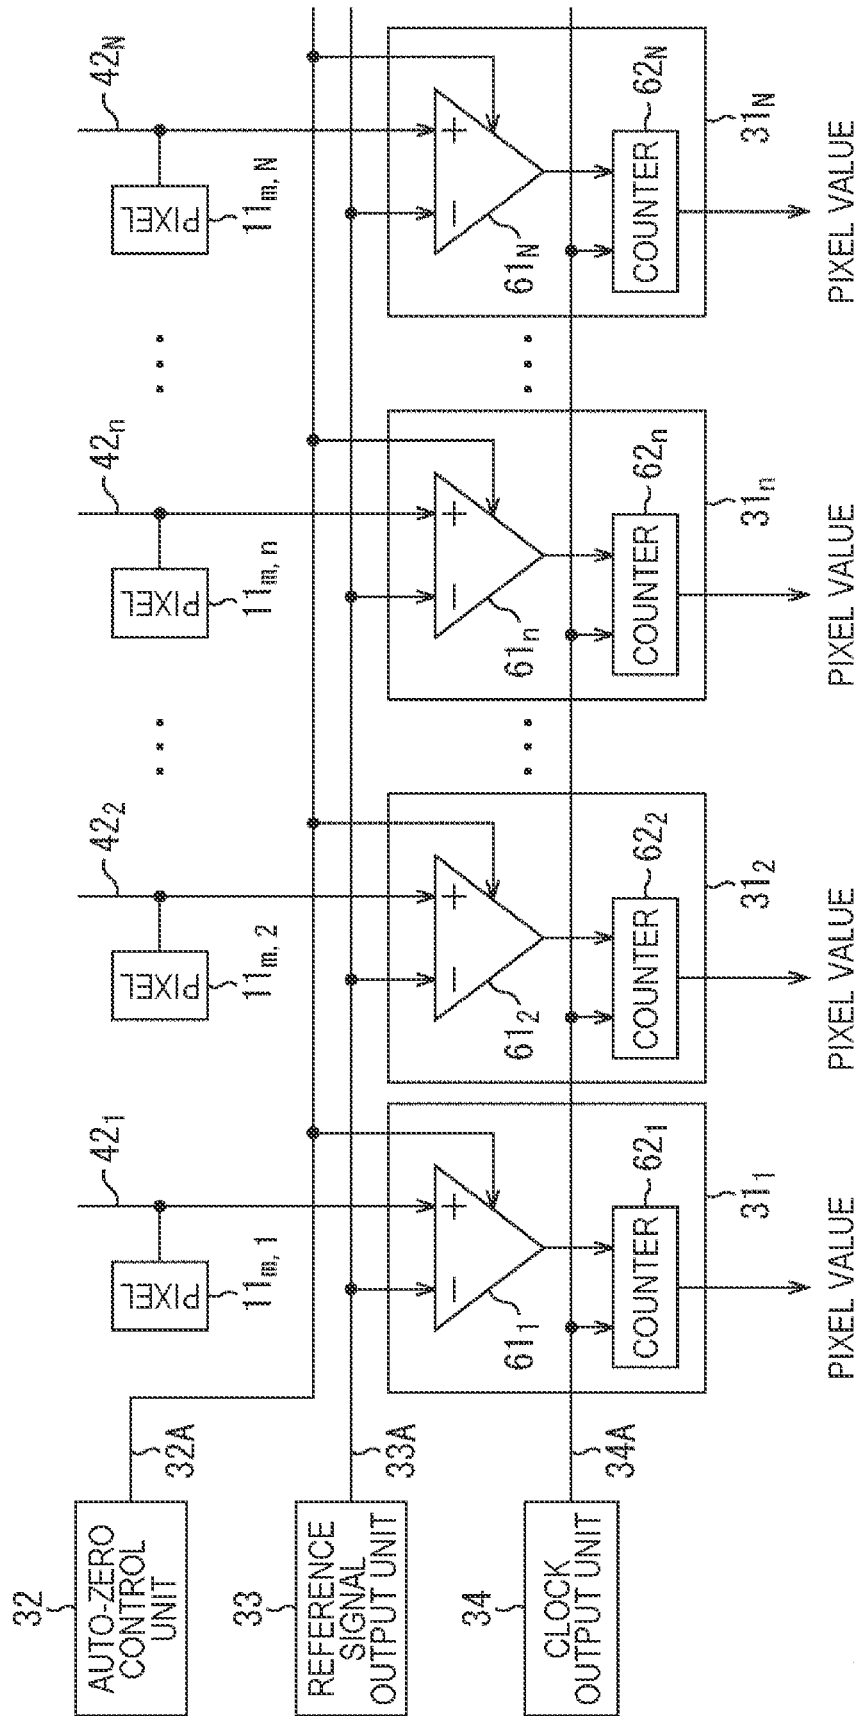 32
AUTO-ZERO
CONTROL
UNIT
32A
33
REFERENCE
SIGNAL
OUTPUT UNIT
33A
34
CLOCK
OUTPUT UNIT
34A
42₁
PIXEL
11ₘ,₁
61₁
62₁
COUNTER
31₁
PIXEL VALUE
42₂
PIXEL
11ₘ,₂
61₂
62₂
COUNTER
31₂
PIXEL VALUE
42ₙ
PIXEL
11ₘ,ₙ
61ₙ
62ₙ
COUNTER
31ₙ
PIXEL VALUE
42N
PIXEL
11ₘ,N
61N
62N
COUNTER
31N
PIXEL VALUE